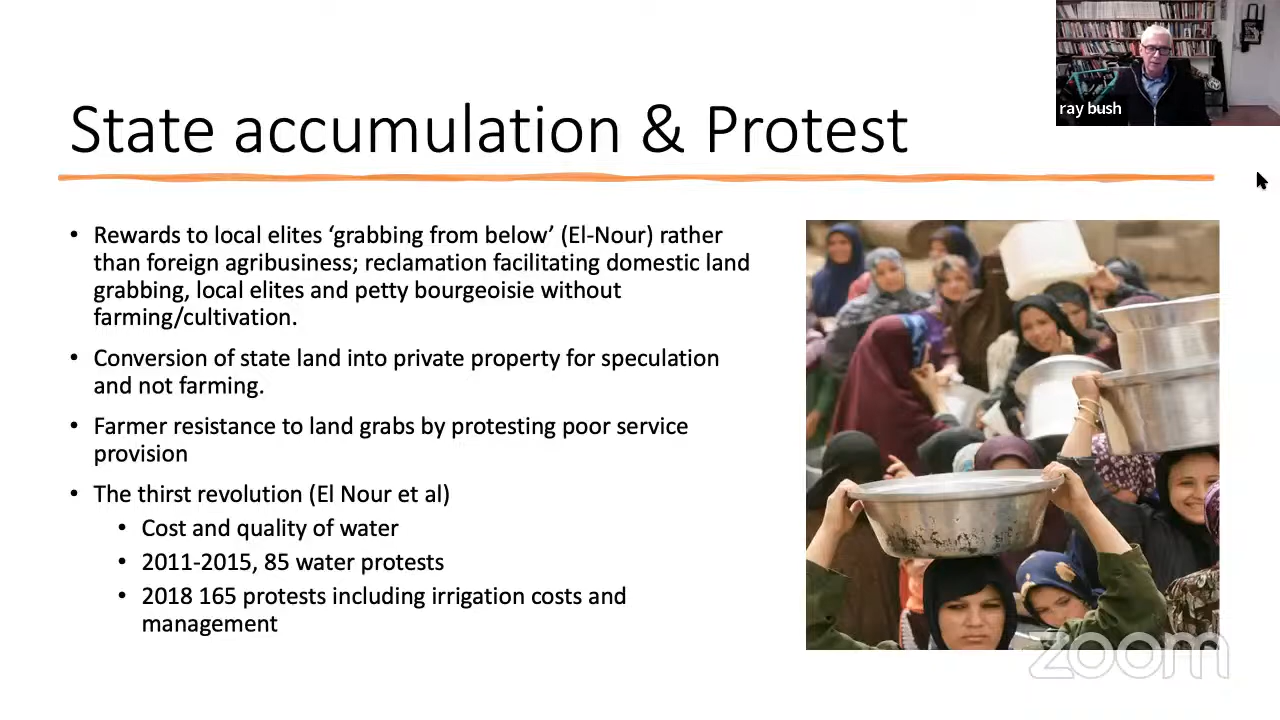 ray bush
State accumulation & Protest
• Rewards to local elites ‘grabbing from below’ (El-Nour) rather
than foreign agribusiness; reclamation facilitating domestic land
grabbing, local elites and petty bourgeoisie without
farming/cultivation.
• Conversion of state land into private property for speculation
and not farming.
• Farmer resistance to land grabs by protesting poor service
provision
• The thirst revolution (El Nour et al)
• Cost and quality of water
• 2011-2015, 85 water protests
• 2018 165 protests including irrigation costs and
management
zoom